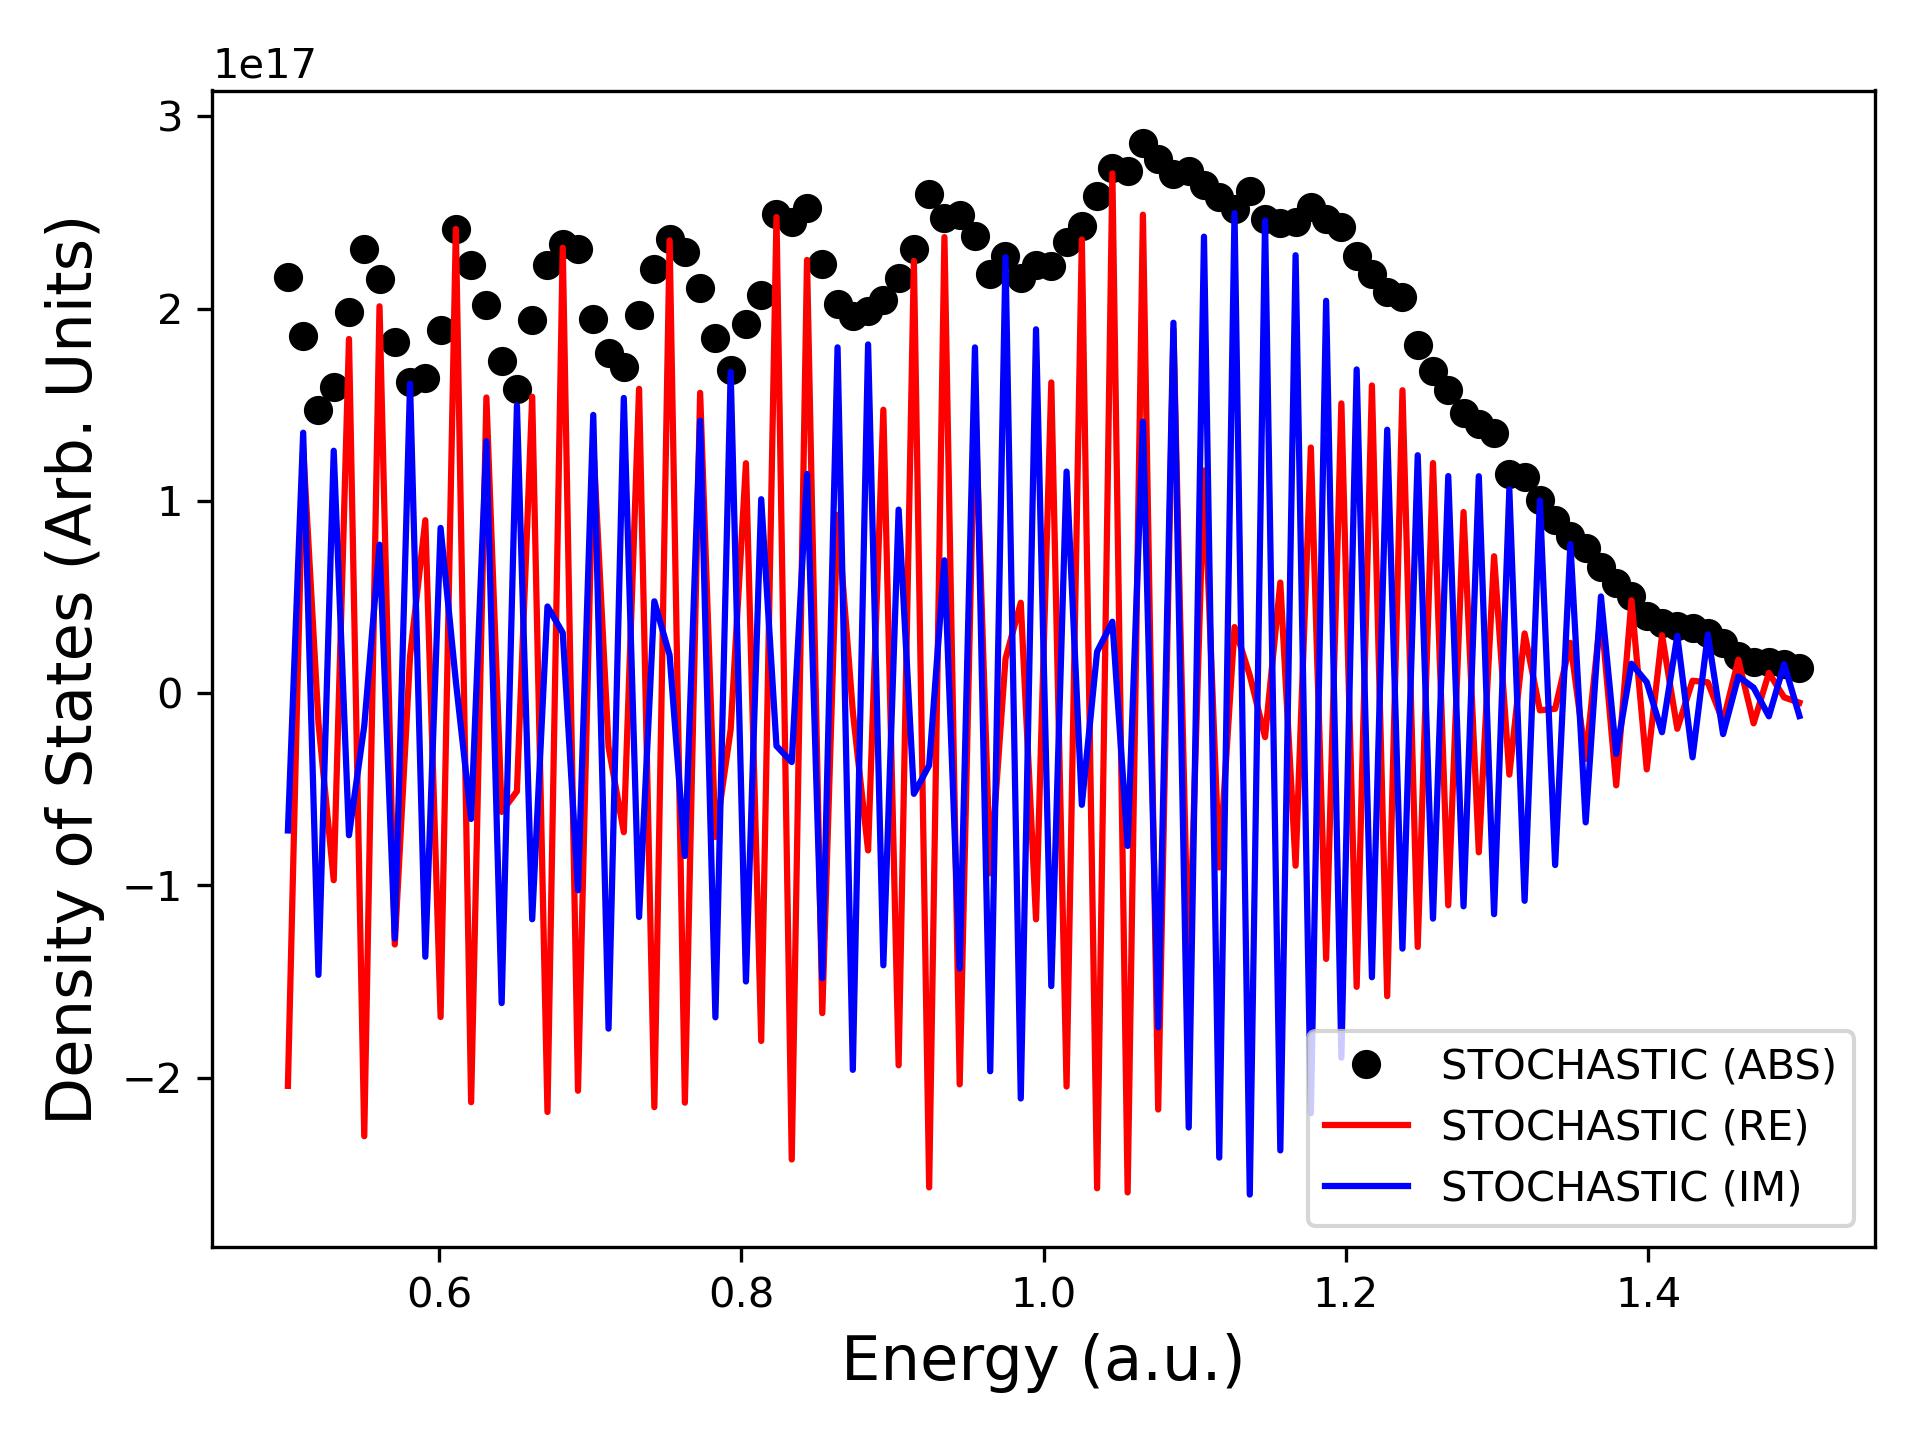 1e17
3
2
1
0
−1
−2
Density of States (Arb. Units)
STOCHASTIC (ABS)
STOCHASTIC (RE)
STOCHASTIC (IM)
0.6 0.8 1.0 1.2 1.4
Energy (a.u.)